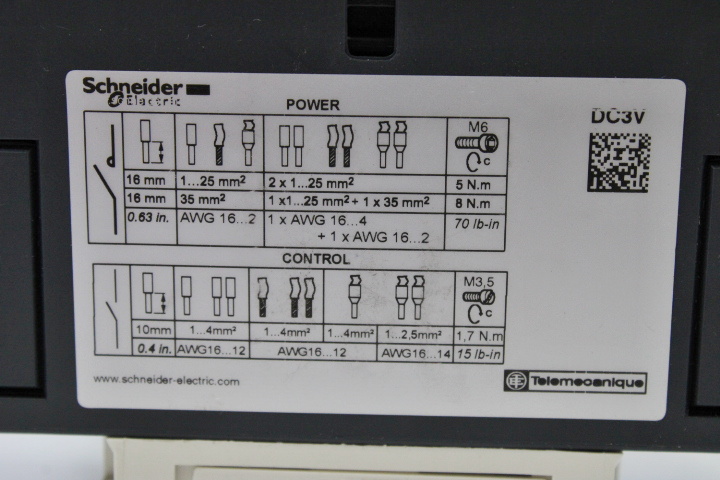 Schneider
Electric
POWER
DC3V
M6
C
16 mm 1...25 mm² 2 x 1...25 mm² 5 N.m
16 mm 35 mm² 1 x1...25 mm² + 1 x 35 mm² 8 N.m
0.63 in. AWG 16...2 1 x AWG 16...4 70 lb-in
+ 1 x AWG 16...2
CONTROL
M3,5
C
10mm 1...4mm² 1...4mm² 1...4mm² 1...2,5mm² 1,7 N.m
0.4 in. AWG16...12 AWG16...12 AWG16...14 15 lb-in
www.schneider-electric.com
Telemecanique